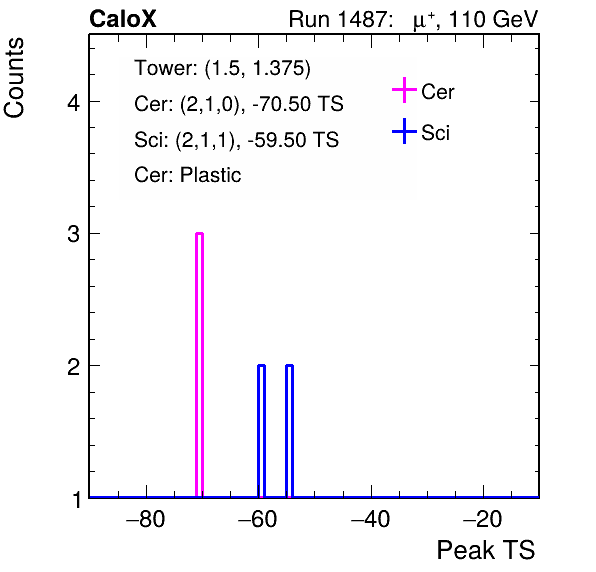 CaloX Run 1487: μ⁺, 110 GeV
Counts
Tower: (1.5, 1.375)
Cer: (2,1,0), -70.50 TS
Sci: (2,1,1), -59.50 TS
Cer: Plastic
Cer
Sci
4
3
2
1
−80 −60 −40 −20
Peak TS